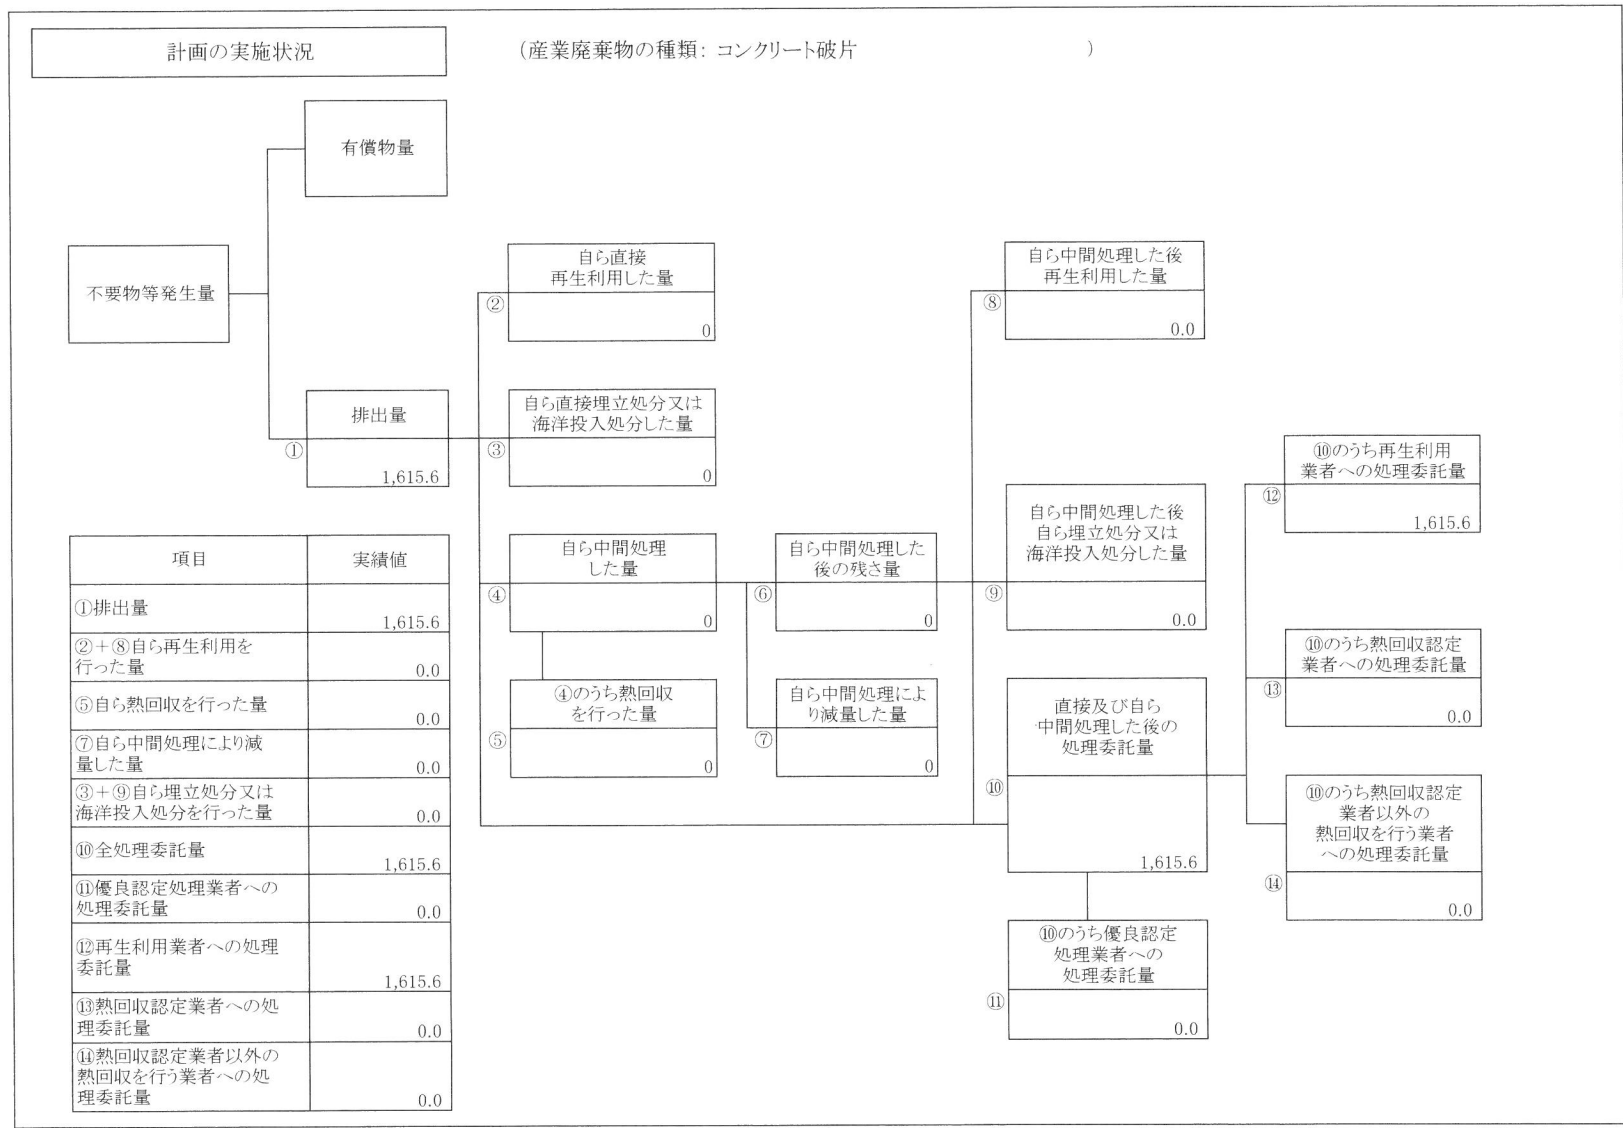 計画の実施状況
(産業廃棄物の種類: コンクリート破片 )
有償物量
不要物等発生量
排出量
①
1,615.6
自ら直接
再生利用した量
②
0
自ら直接埋立処分又は
海洋投入処分した量
③
0
自ら中間処理
した量
④
0
④のうち熱回収
を行った量
⑤
0
自ら中間処理した
後の残さ量
⑥
0
自ら中間処理によ
り減量した量
⑦
0
自ら中間処理した後
再生利用した量
⑧
0.0
自ら中間処理した後
自ら埋立処分又は
海洋投入処分した量
⑨
0.0
直接及び自ら
中間処理した後の
処理委託量
⑩
1,615.6
⑩のうち優良認定
処理業者への
処理委託量
⑪
0.0
⑩のうち再生利用
業者への処理委託量
⑫
1,615.6
⑩のうち熱回収認定
業者への処理委託量
⑬
0.0
⑩のうち熱回収認定
業者以外の
熱回収を行う業者
への処理委託量
⑭
0.0
項目 実績値
①排出量
1,615.6
②+⑧自ら再生利用を
行った量
0.0
⑤自ら熱回収を行った量
0.0
⑦自ら中間処理により減
量した量
0.0
③+⑨自ら埋立処分又は
海洋投入処分を行った量
0.0
⑩全処理委託量
1,615.6
⑪優良認定処理業者への
処理委託量
0.0
⑫再生利用業者への処理
委託量
1,615.6
⑬熱回収認定業者への処
理委託量
0.0
⑭熱回収認定業者以外の
熱回収を行う業者への処
理委託量
0.0